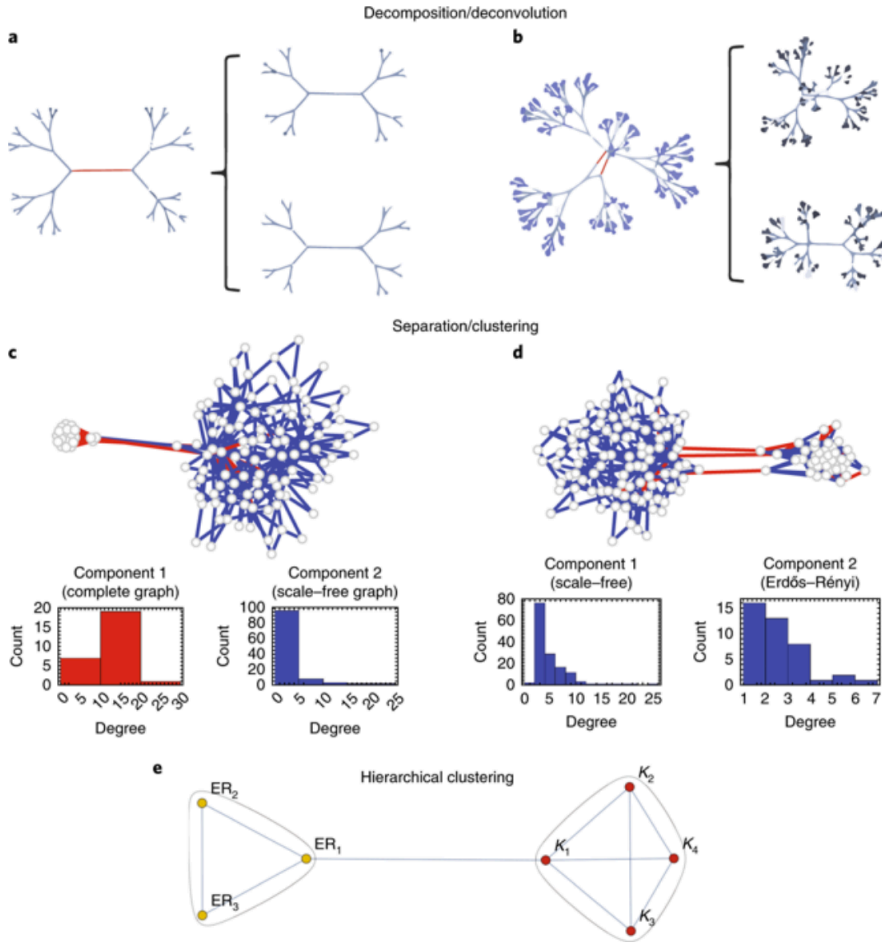 Decomposition/deconvolution
a
b
Separation/clustering
c
d
Component 1
(complete graph)
Component 2
(scale–free graph)
Component 1
(scale–free)
Component 2
(Erdős–Rényi)
Count
20
15
10
5
0
0 5 10 15 20 25 30
Degree
Count
100
80
60
40
20
0
0 5 10 15 20 25
Degree
Count
80
60
40
20
0
0 5 10 15 20 25
Degree
Count
15
10
5
0
1 2 3 4 5 6 7
Degree
e
Hierarchical clustering
ER2
ER1
ER3
K2
K1
K4
K3